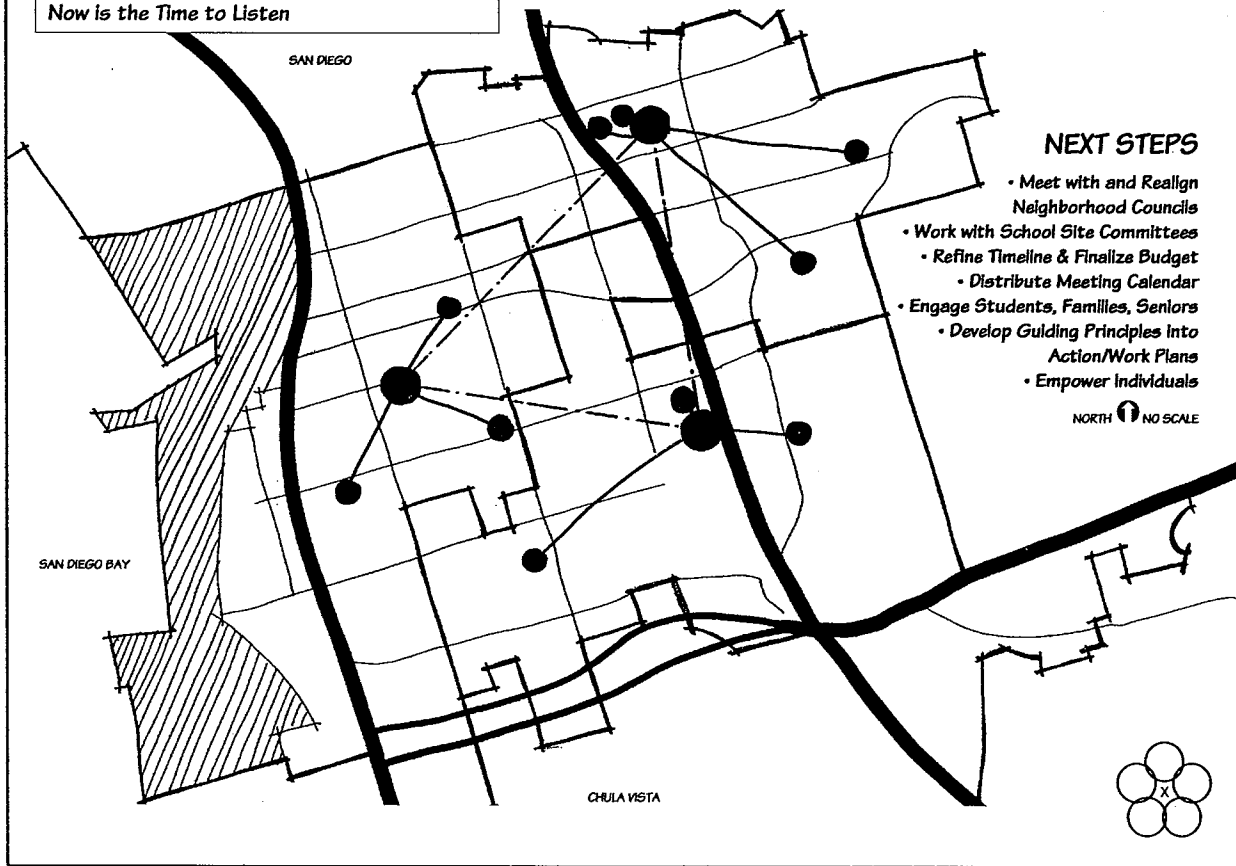 Now is the Time to Listen
SAN DIEGO
NEXT STEPS
• Meet with and Realign
Neighborhood Councils
• Work with School Site Committees
• Refine Timeline & Finalize Budget
• Distribute Meeting Calendar
• Engage Students, Families, Seniors
• Develop Guiding Principles into
Action/Work Plans
• Empower Individuals
NORTH NO SCALE
SAN DIEGO BAY
CHULA VISTA
X